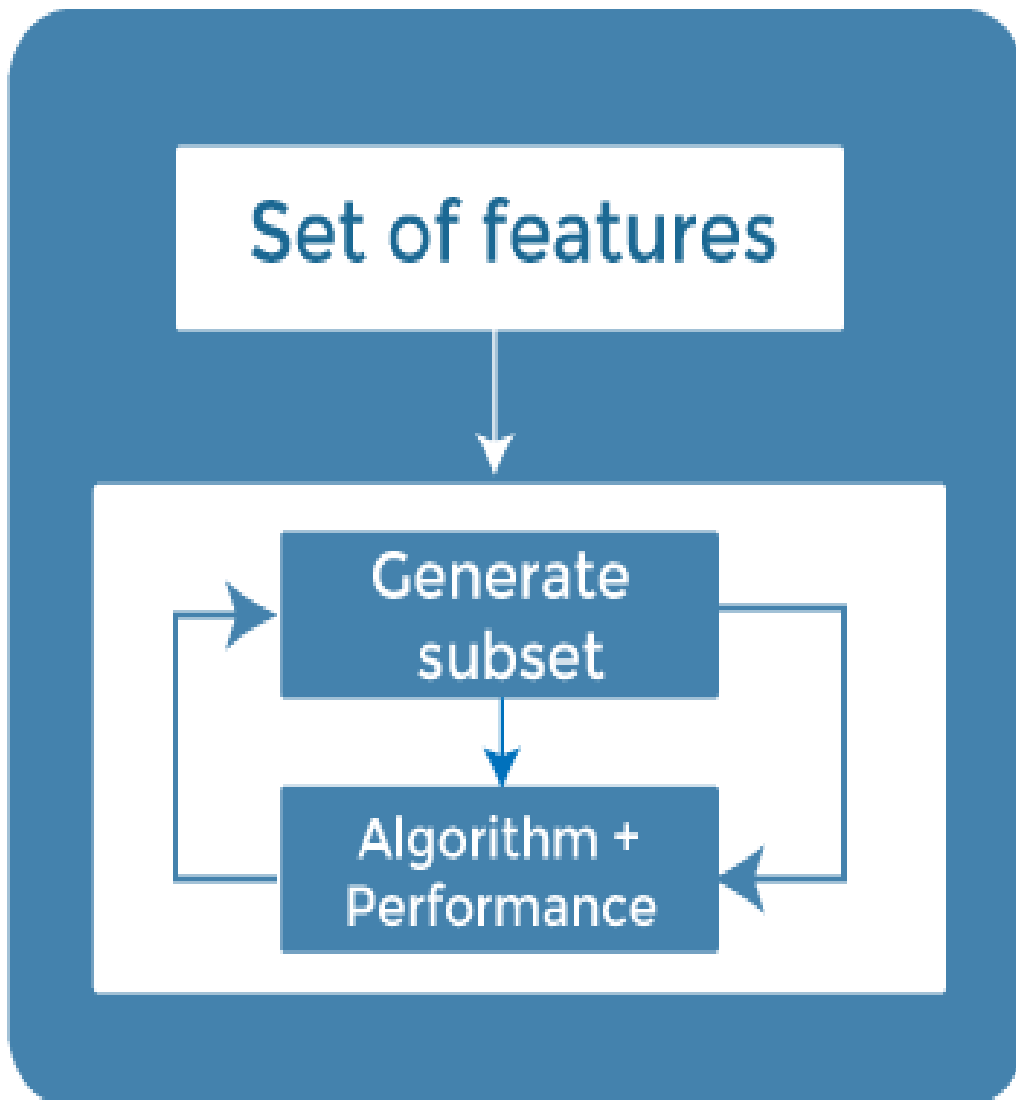 Set of features
Generate
subset
Algorithm +
Performance